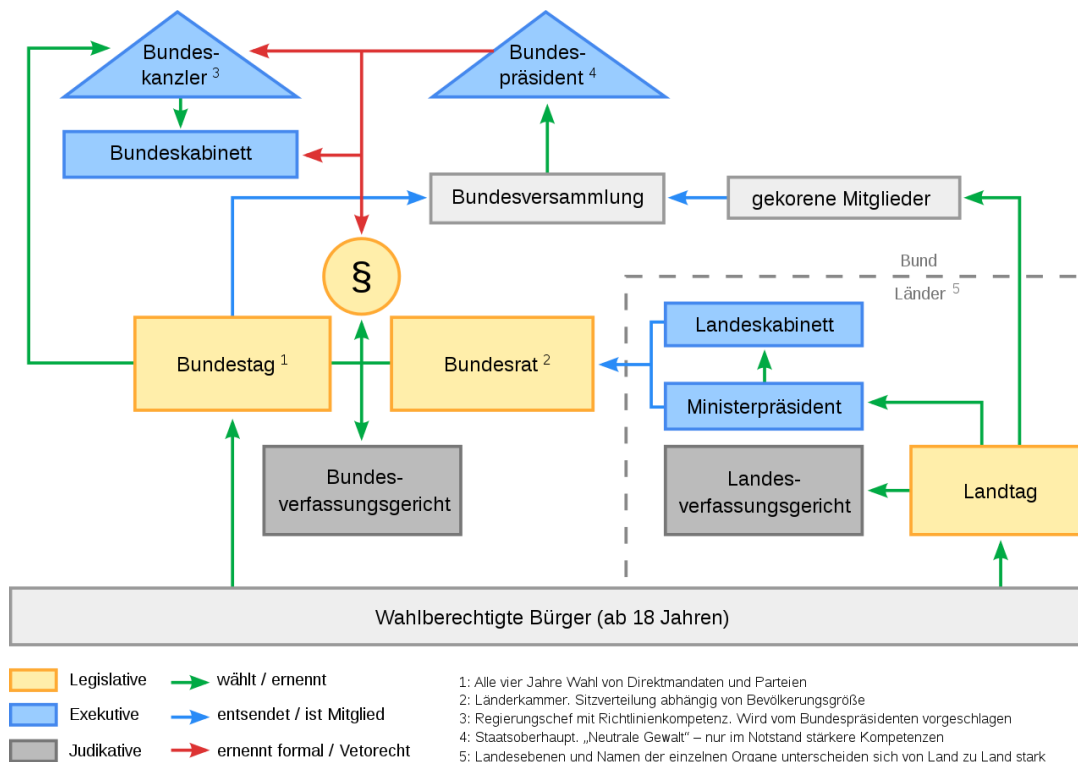 Bundes-
kanzler 3
Bundes-
präsident 4
Bundeskabinett
Bundesversammlung
gekorene Mitglieder
§
Bund
Länder 5
Bundestag 1
Bundesrat 2
Landeskabinett
Ministerpräsident
Bundes-
verfassungsgericht
Landes-
verfassungsgericht
Landtag
Wahlberechtigte Bürger (ab 18 Jahren)
Legislative
wählt / ernennt
Exekutive
entsendet / ist Mitglied
Judikative
ernennt formal / Vetorecht
1: Alle vier Jahre Wahl von Direktmandaten und Parteien
2: Länderkammer. Sitzverteilung abhängig von Bevölkerungsgröße
3: Regierungschef mit Richtlinienkompetenz. Wird vom Bundespräsidenten vorgeschlagen
4: Staatsoberhaupt. „Neutrale Gewalt“ – nur im Notstand stärkere Kompetenzen
5: Landesebenen und Namen der einzelnen Organe unterscheiden sich von Land zu Land stark